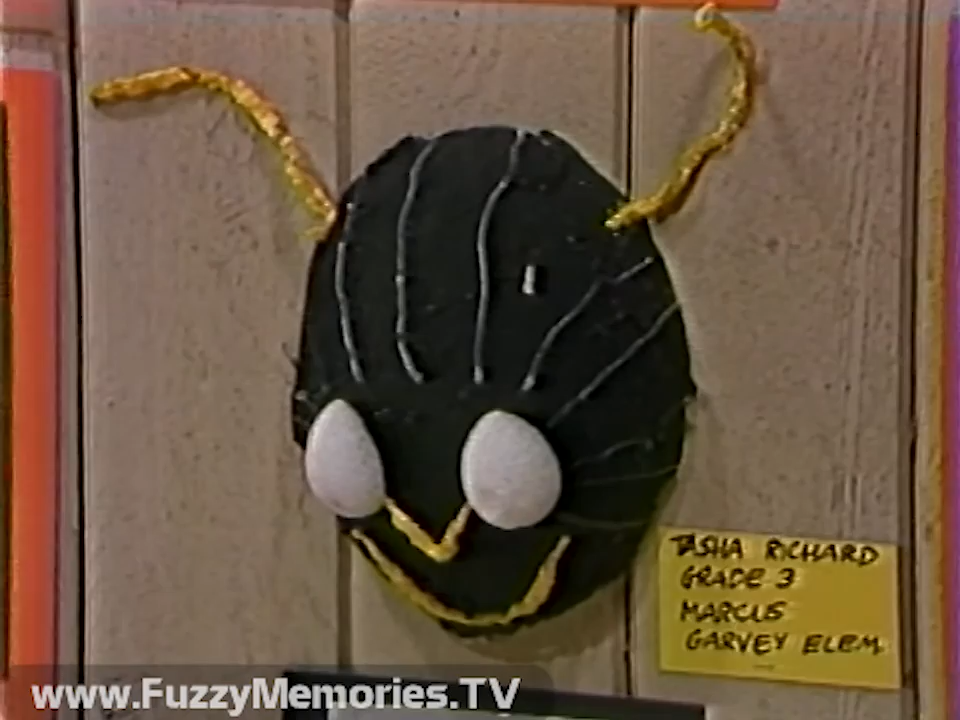 TASHA RICHARD
GRADE 3
MARCUS
GARVEY ELEM.
www.FuzzyMemories.TV